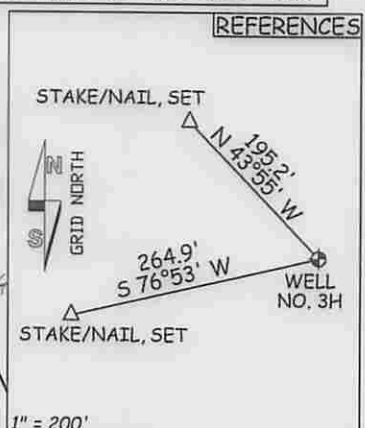 REFERENCES
STAKE/NAIL, SET
195.2'
N 43°55' W
N
S
GRID NORTH
264.9'
S 76°53' W
WELL
NO. 3H
STAKE/NAIL, SET
1" = 200'